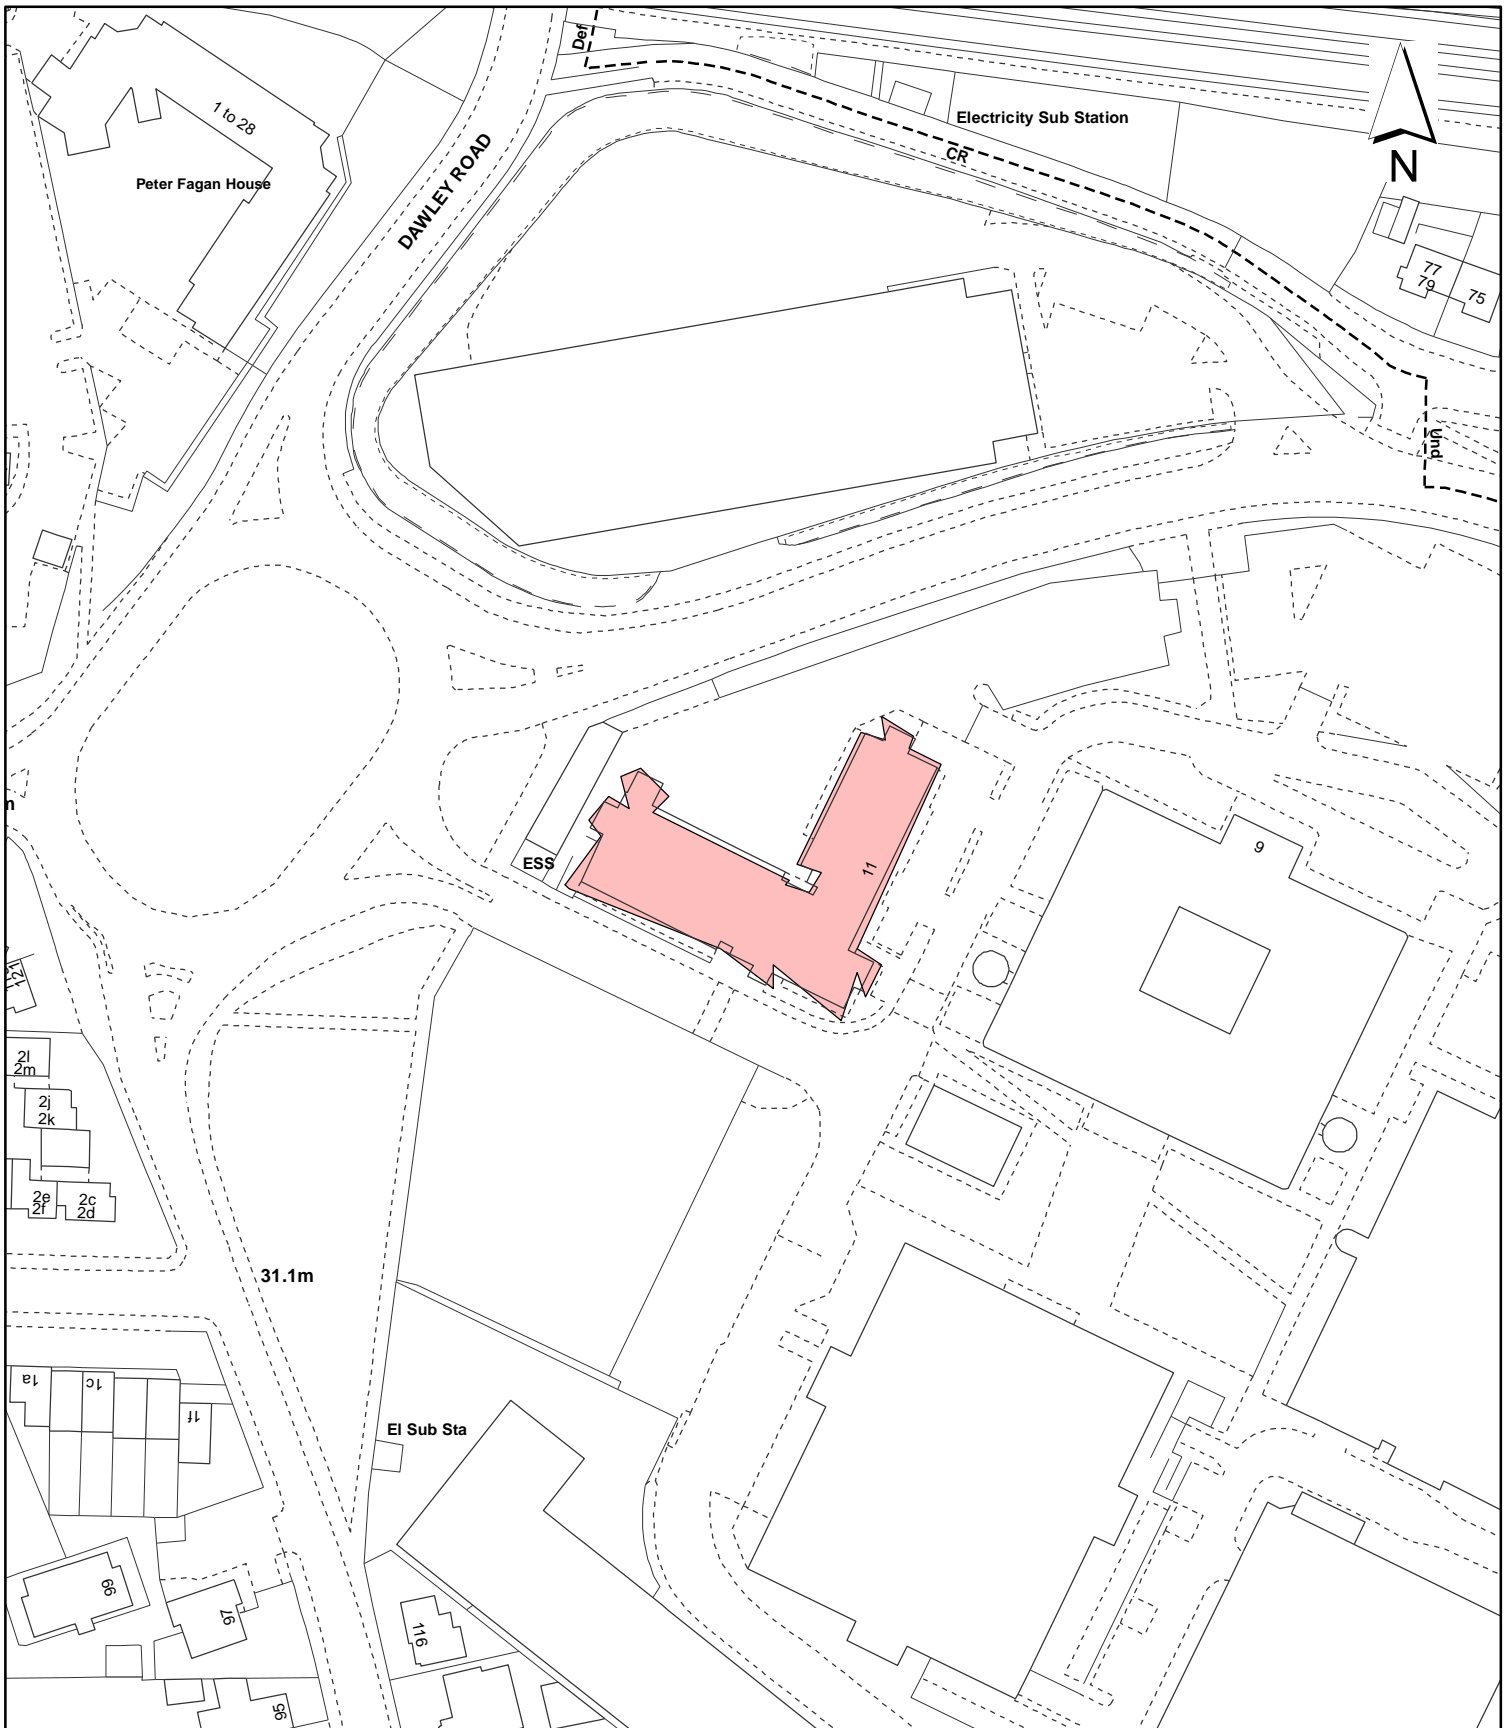 Def
Electricity Sub Station
N
1 to 28
Peter Fagan House
DAWLEY ROAD
CR
77
79
75
Und
9
11
ESS
121
2l
2m
2j
2k
2e
2f
2c
2d
31.1m
1a
1c
1f
El Sub Sta
99
97
116
95